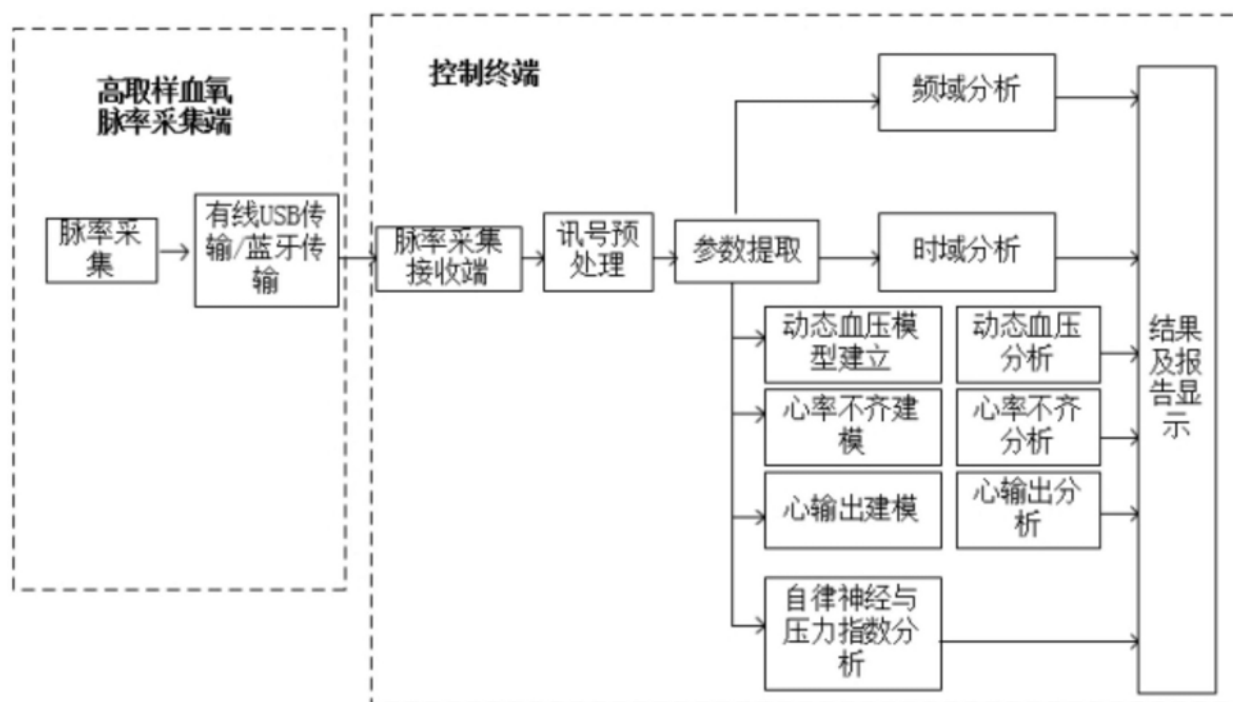 高取样血氧
脉率采集端
脉率采
集
有线USB传
输/蓝牙传
输
控制终端
脉率采集
接收端
讯号预
处理
参数提取
频域分析
时域分析
动态血压模
型建立
动态血压
分析
心率不齐建
模
心率不齐
分析
心输出建模
心输出分
析
自律神经与
压力指数分
析
结果
及报
告显
示